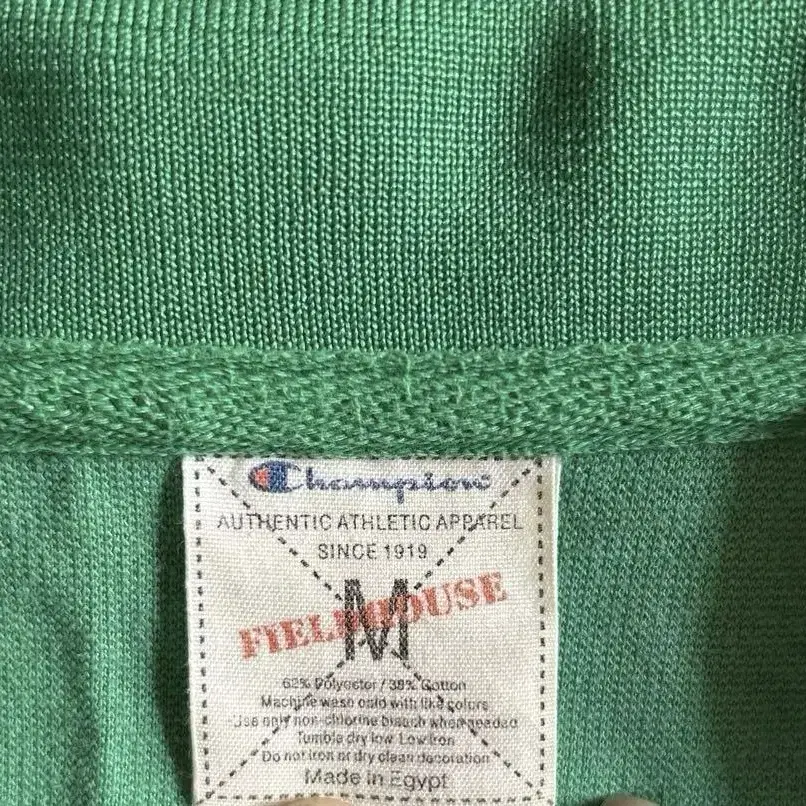 Champion
AUTHENTIC ATHLETIC APPAREL
SINCE 1919
M
FIELDHOUSE
62% Polyester / 38% Cotton
Machine wash cold with like colors
Use only non-chlorine bleach when needed
Tumble dry low Low iron
Do not iron or dry clean decoration
Made in Egypt